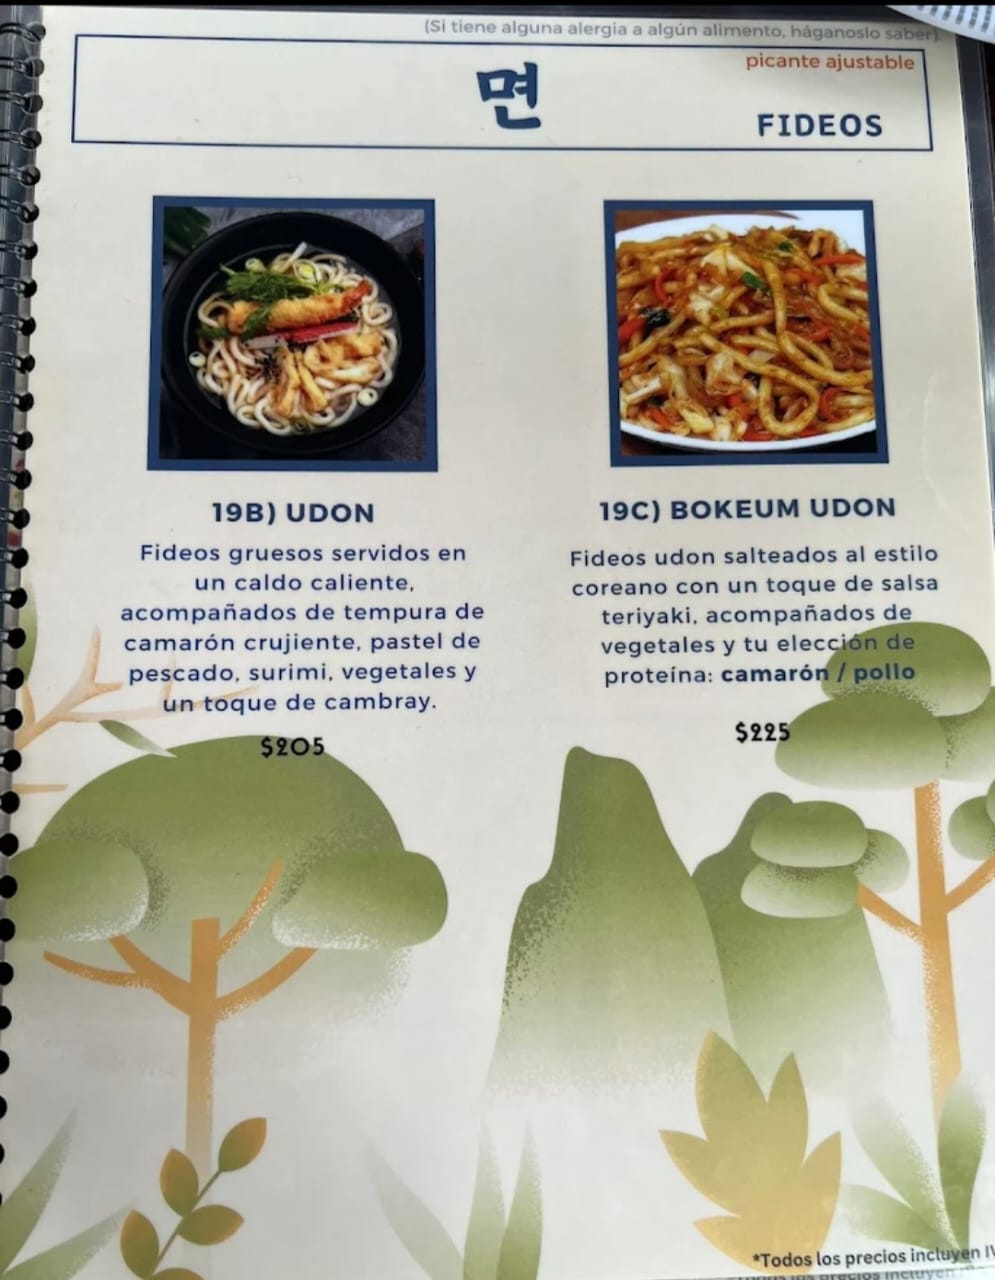 (Si tiene alguna alergia a algún alimento, háganoslo saber)
picante ajustable
면
FIDEOS
19B) UDON
Fideos gruesos servidos en
un caldo caliente,
acompañados de tempura de
camarón crujiente, pastel de
pescado, surimi, vegetales y
un toque de cambray.
$205
19C) BOKEUM UDON
Fideos udon salteados al estilo
coreano con un toque de salsa
teriyaki, acompañados de
vegetales y tu elección de
proteína: camarón / pollo
$225
*Todos los precios incluyen